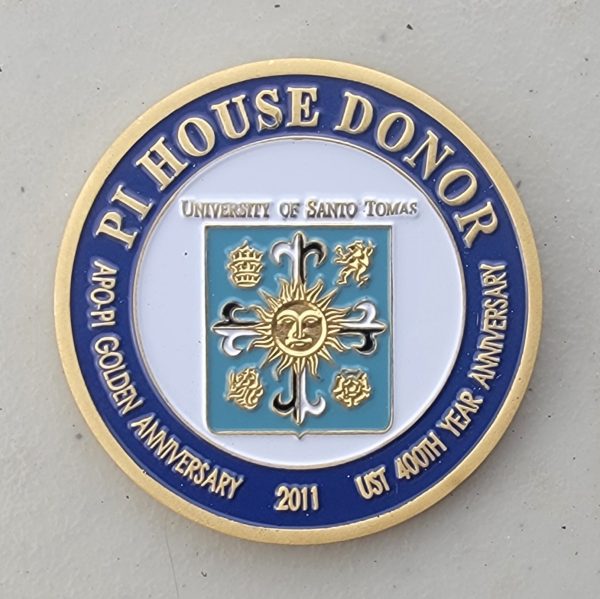 PI HOUSE DONOR
UNIVERSITY OF SANTO TOMAS
APO-PI GOLDEN ANNIVERSARY
2011
UST 400TH YEAR ANNIVERSARY